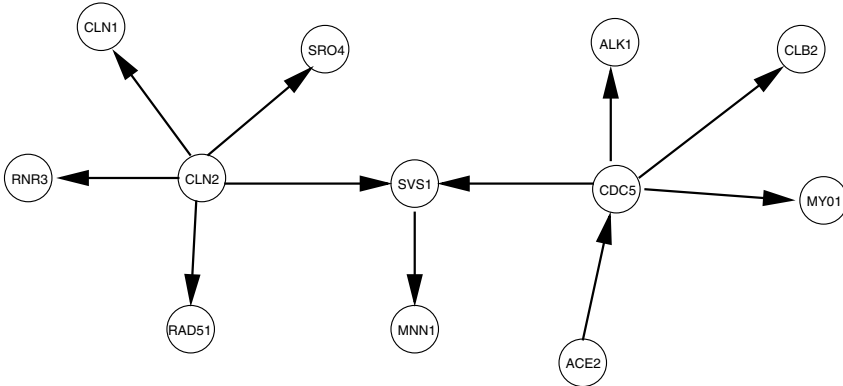 CLN1
SRO4
ALK1
CLB2
RNR3
CLN2
SVS1
CDC5
MY01
RAD51
MNN1
ACE2